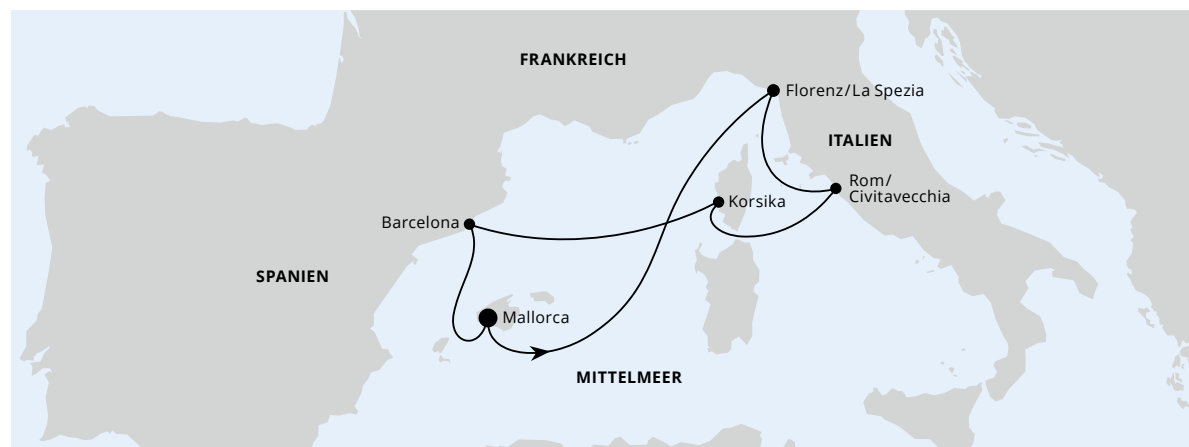 FRANKREICH
Florenz/La Spezia
ITALIEN
Rom/
Civitavecchia
Korsika
Barcelona
SPANIEN
Mallorca
MITTELMEER